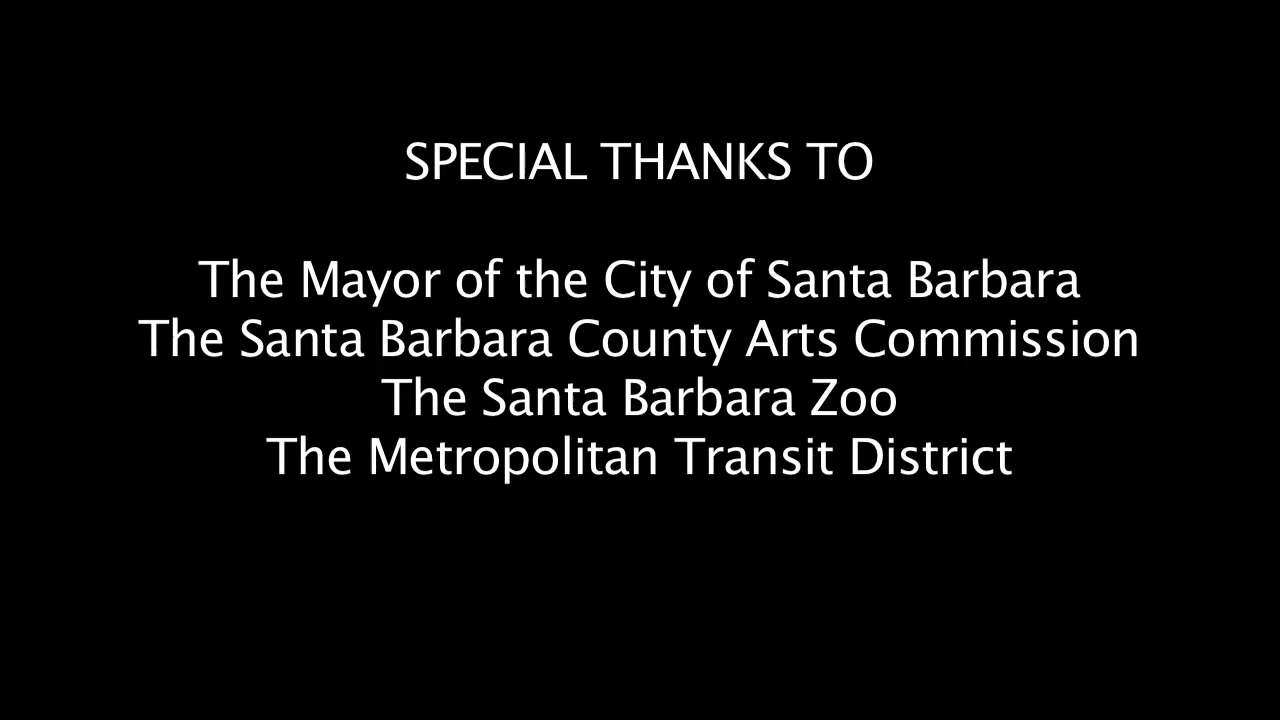 SPECIAL THANKS TO
The Mayor of the City of Santa Barbara
The Santa Barbara County Arts Commission
The Santa Barbara Zoo
The Metropolitan Transit District